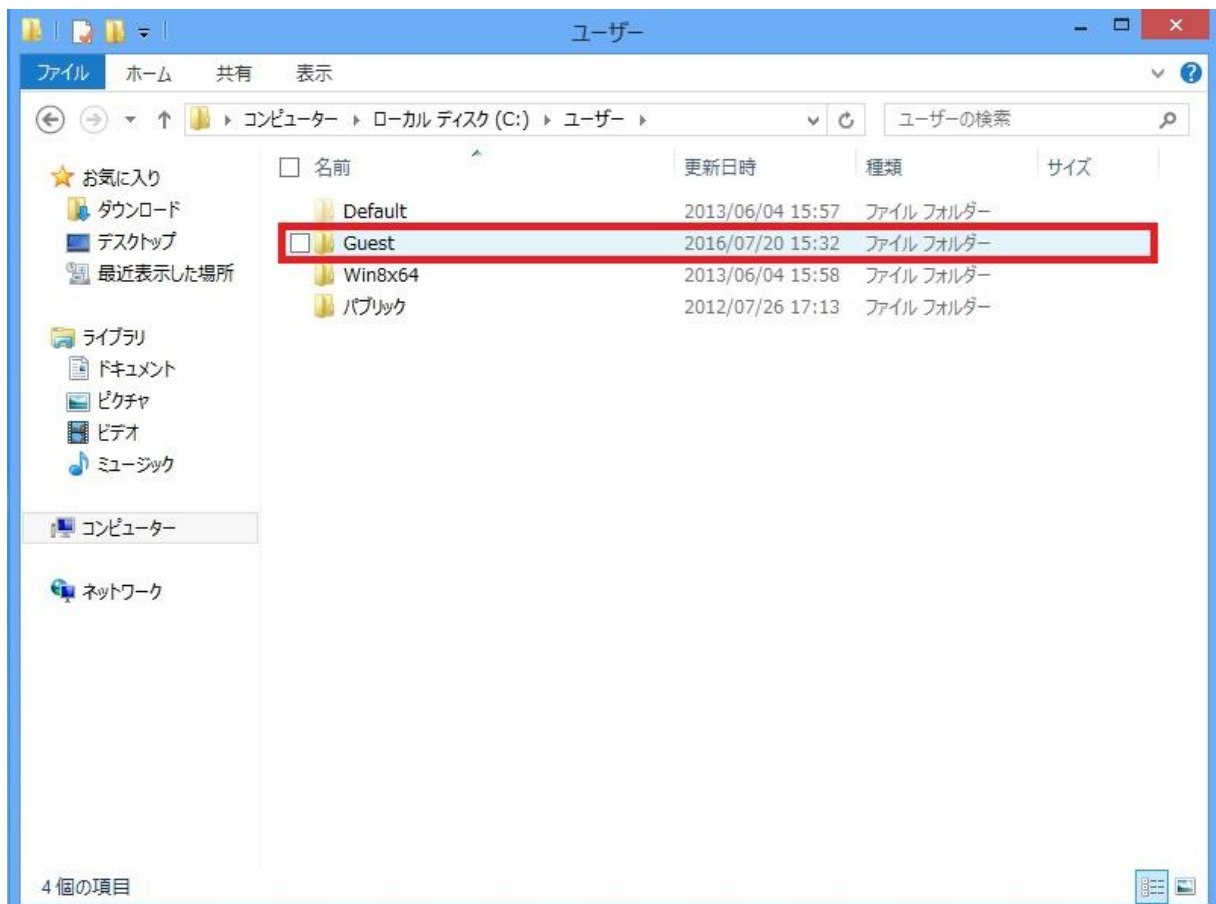 ユーザー
ファイル ホーム 共有 表示
コンピューター ローカル ディスク (C:) ユーザー ユーザーの検索
お気に入り
ダウンロード
デスクトップ
最近表示した場所
ライブラリ
ドキュメント
ピクチャ
ビデオ
ミュージック
コンピューター
ネットワーク
名前 更新日時 種類 サイズ
Default 2013/06/04 15:57 ファイル フォルダー
Guest 2016/07/20 15:32 ファイル フォルダー
Win8x64 2013/06/04 15:58 ファイル フォルダー
パブリック 2012/07/26 17:13 ファイル フォルダー
4 個の項目